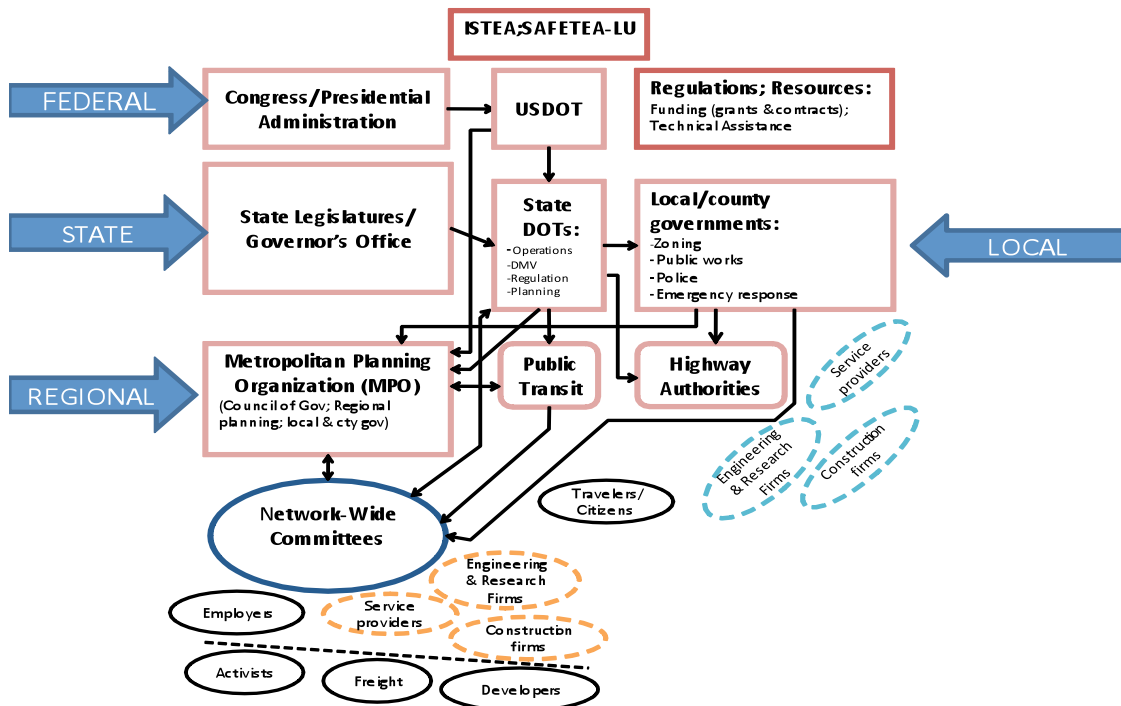 ISTEA;SAFETEA-LU
FEDERAL
Congress/Presidential
Administration
USDOT
Regulations; Resources:
Funding (grants & contracts);
Technical Assistance
STATE
State Legislatures/
Governor's Office
State
DOTs:
-Operations
-DMV
-Regulation
-Planning
Local/county
governments:
-Zoning
-Public works
-Police
-Emergency response
LOCAL
REGIONAL
Metropolitan Planning
Organization (MPO)
(Council of Gov; Regional
planning; local & cty gov)
Public
Transit
Highway
Authorities
Service
providers
Engineering
& Research
Firms
Construction
firms
Travelers/
Citizens
Network-Wide
Committees
Engineering
& Research
Firms
Employers
Service
providers
Construction
firms
Activists
Freight
Developers